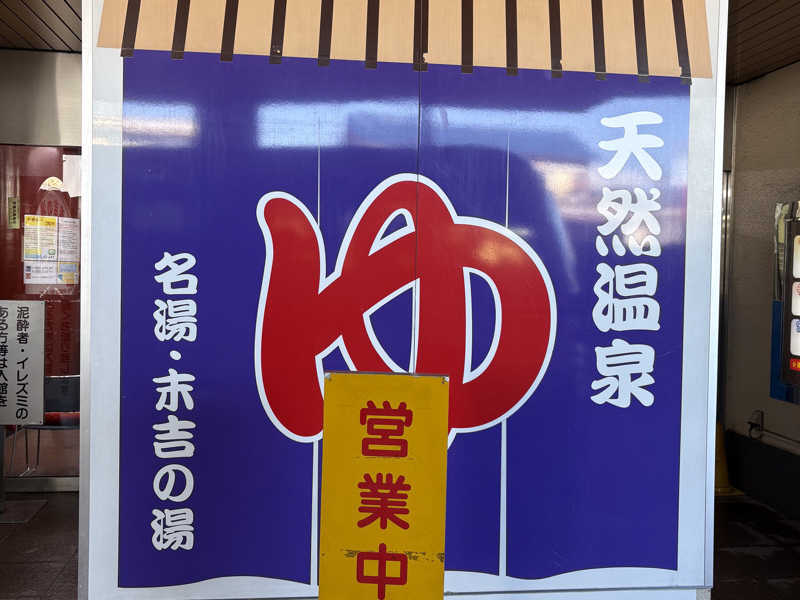 天然温泉
ゆ
名湯・末吉の湯
営業中
泥酔者・イレズミの
ある方等は入館